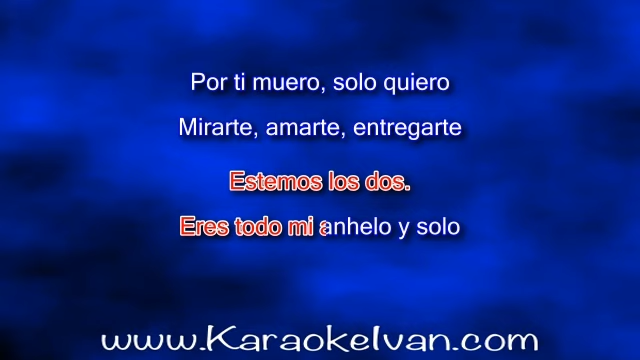 Por ti muero, solo quiero
Mirarte, amarte, entregarte
Estemos los dos.
Eres todo mi anhelo y solo
www.KaraokeIvan.com